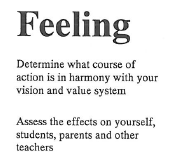 Feeling
Determine what course of
action is in harmony with your
vision and value system
Assess the effects on yourself,
students, parents and other
teachers